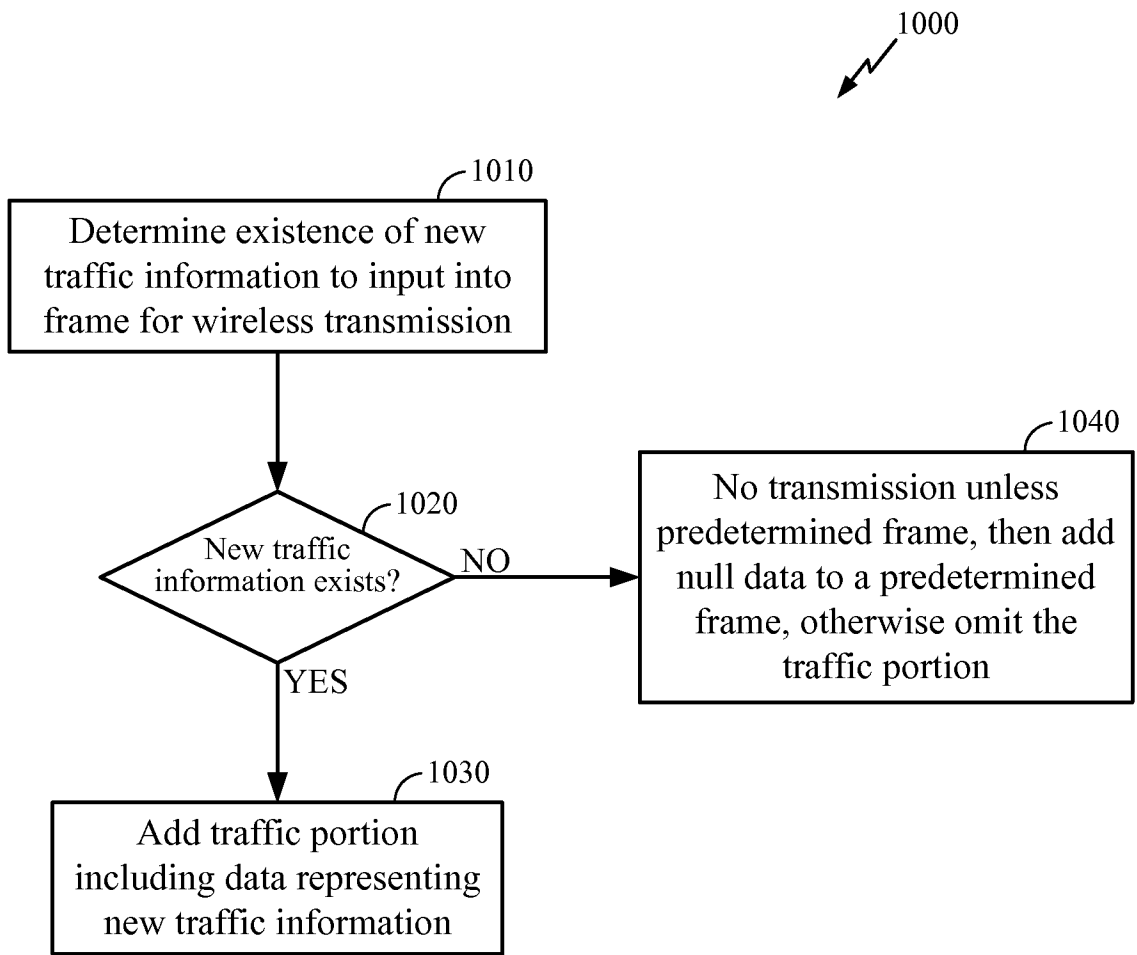 1000
1010
Determine existence of new
traffic information to input into
frame for wireless transmission
1020
New traffic
information exists?
NO
YES
1040
No transmission unless
predetermined frame, then add
null data to a predetermined
frame, otherwise omit the
traffic portion
1030
Add traffic portion
including data representing
new traffic information